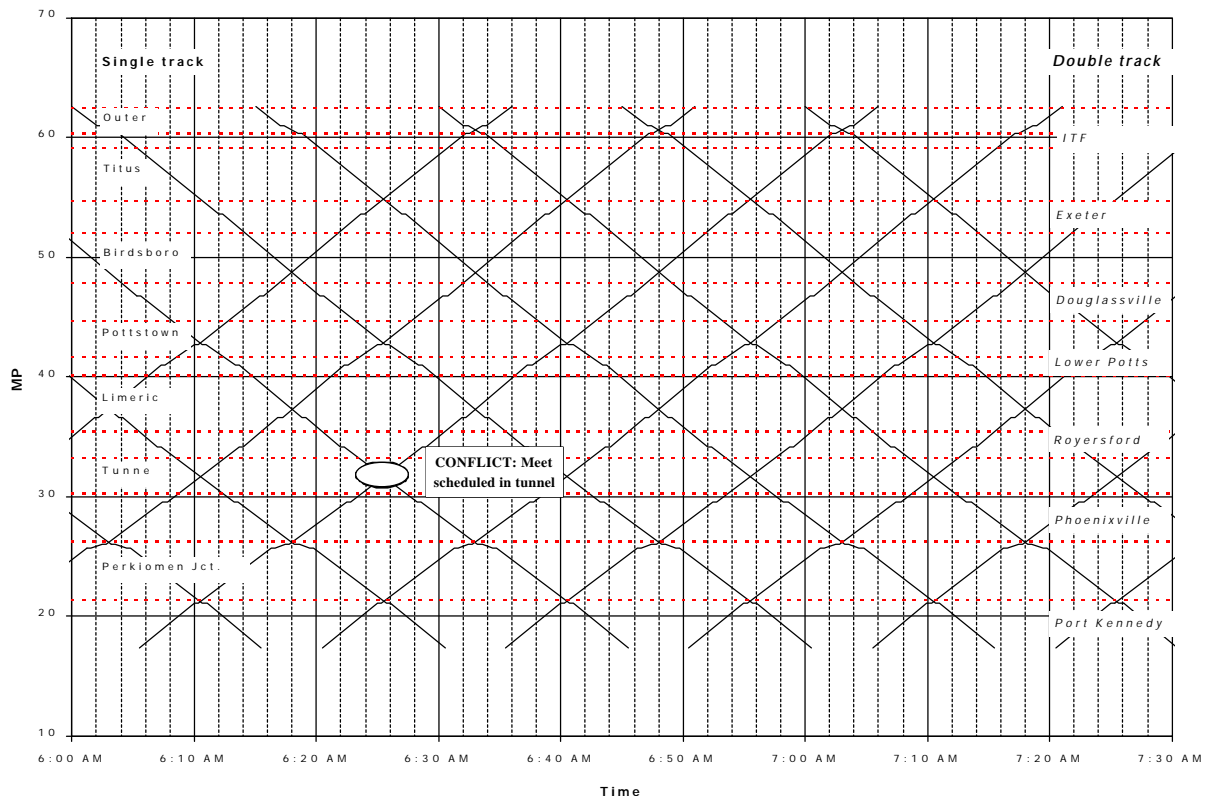 70
Single track
Double track
Outer
60
ITF
Titus
Exeter
50
Birdsboro
Douglassville
Pottstown
Lower Potts
MP
40
Limeric
Royersford
CONFLICT: Meet
scheduled in tunnel
Tunne
30
Phoenixville
Perkiomen Jct.
20
Port Kennedy
10
6:00 AM 6:10 AM 6:20 AM 6:30 AM 6:40 AM 6:50 AM 7:00 AM 7:10 AM 7:20 AM 7:30 AM
Time